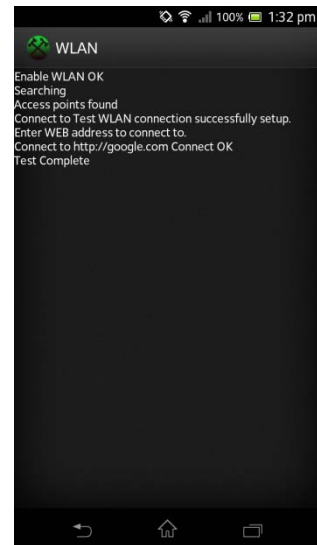 100% 1:32 pm
WLAN
Enable WLAN OK
Searching
Access points found
Connect to Test WLAN connection successfully setup.
Enter WEB address to connect to.
Connect to http://google.com Connect OK
Test Complete